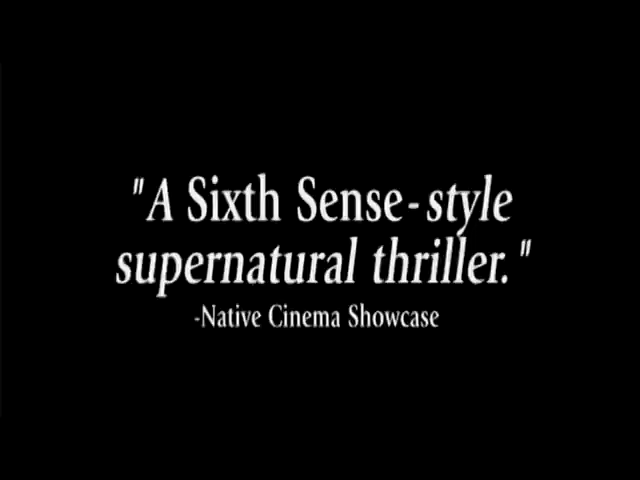 "A Sixth Sense-style
supernatural thriller."
-Native Cinema Showcase